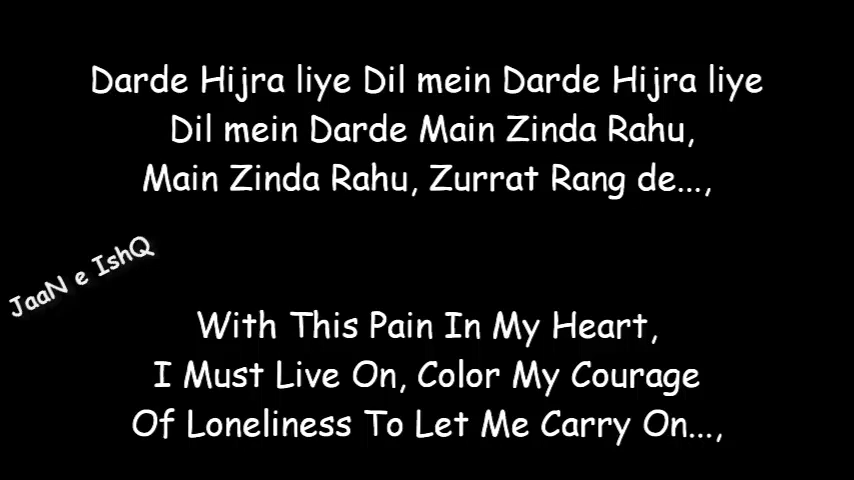 Darde Hijra liye Dil mein Darde Hijra liye
Dil mein Darde Main Zinda Rahu,
Main Zinda Rahu, Zurrat Rang de...,
JaaN e IshQ
With This Pain In My Heart,
I Must Live On, Color My Courage
Of Loneliness To Let Me Carry On...,